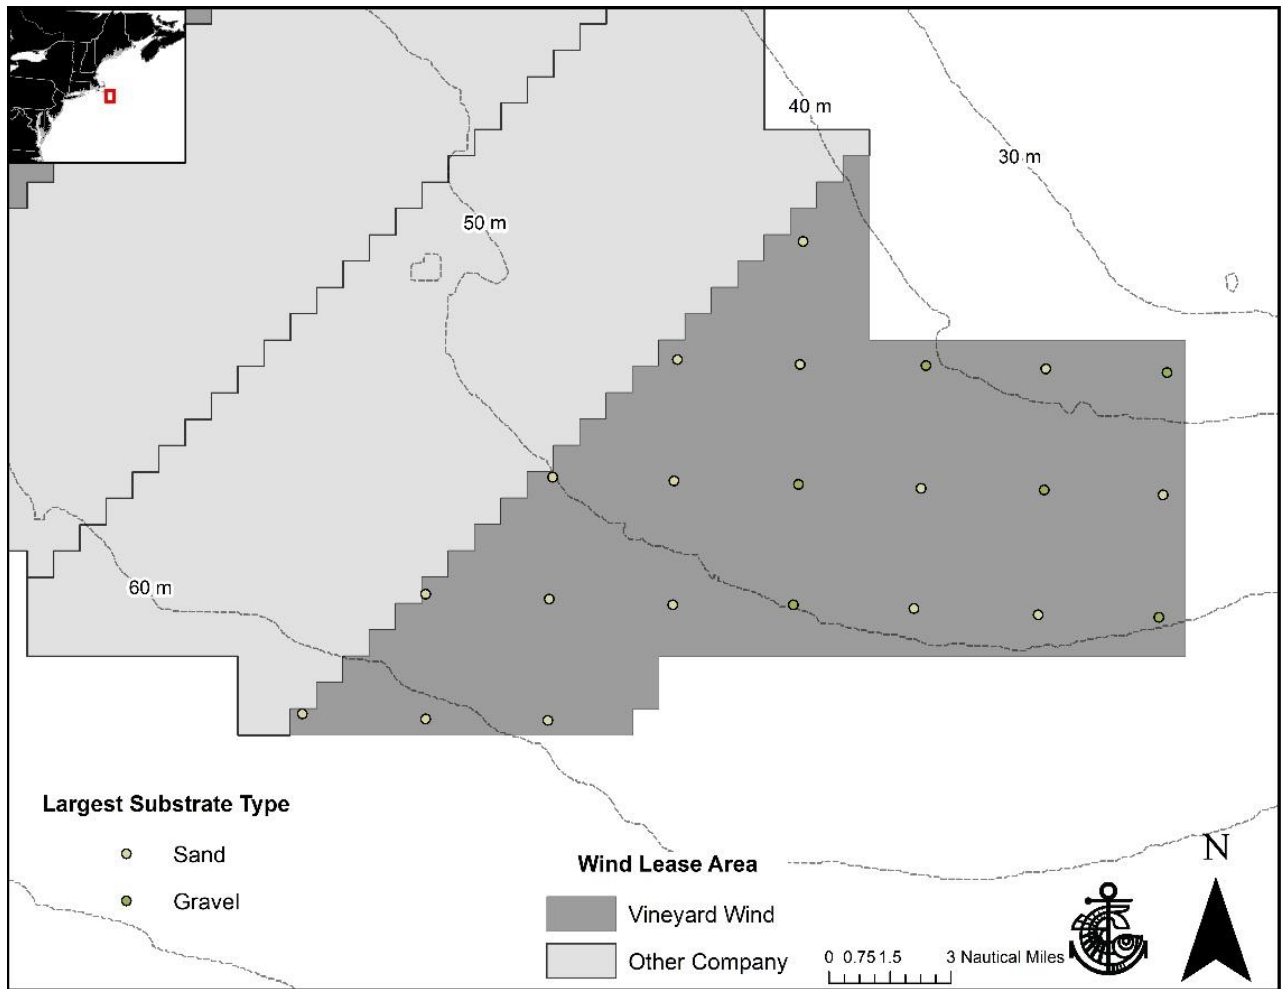 40 m
30 m
50 m
60 m
Largest Substrate Type
Sand
Gravel
Wind Lease Area
Vineyard Wind
Other Company
0 0.75 1.5 3 Nautical Miles
N